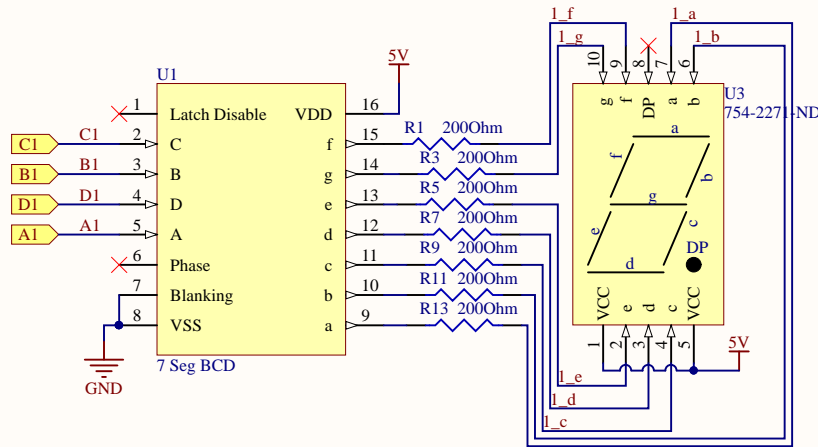 1_f
1_a
1_g
1_b
5V
U1
U3
754-2271-ND
10 9 8 7 6
g f DP a b
1 Latch Disable VDD 16
C1 C1 2 C f 15 R1 200Ohm
B1 B1 3 B g 14 R3 200Ohm
D1 D1 4 D e 13 R5 200Ohm
A1 A1 5 A d 12 R7 200Ohm
6 Phase c 11 R9 200Ohm
7 Blanking b 10 R11 200Ohm
8 VSS a 9 R13 200Ohm
a
f
b
g
e
c
d
DP
VCC e d c VCC
1 2 3 4 5
5V
7 Seg BCD
GND
1_e
1_d
1_c